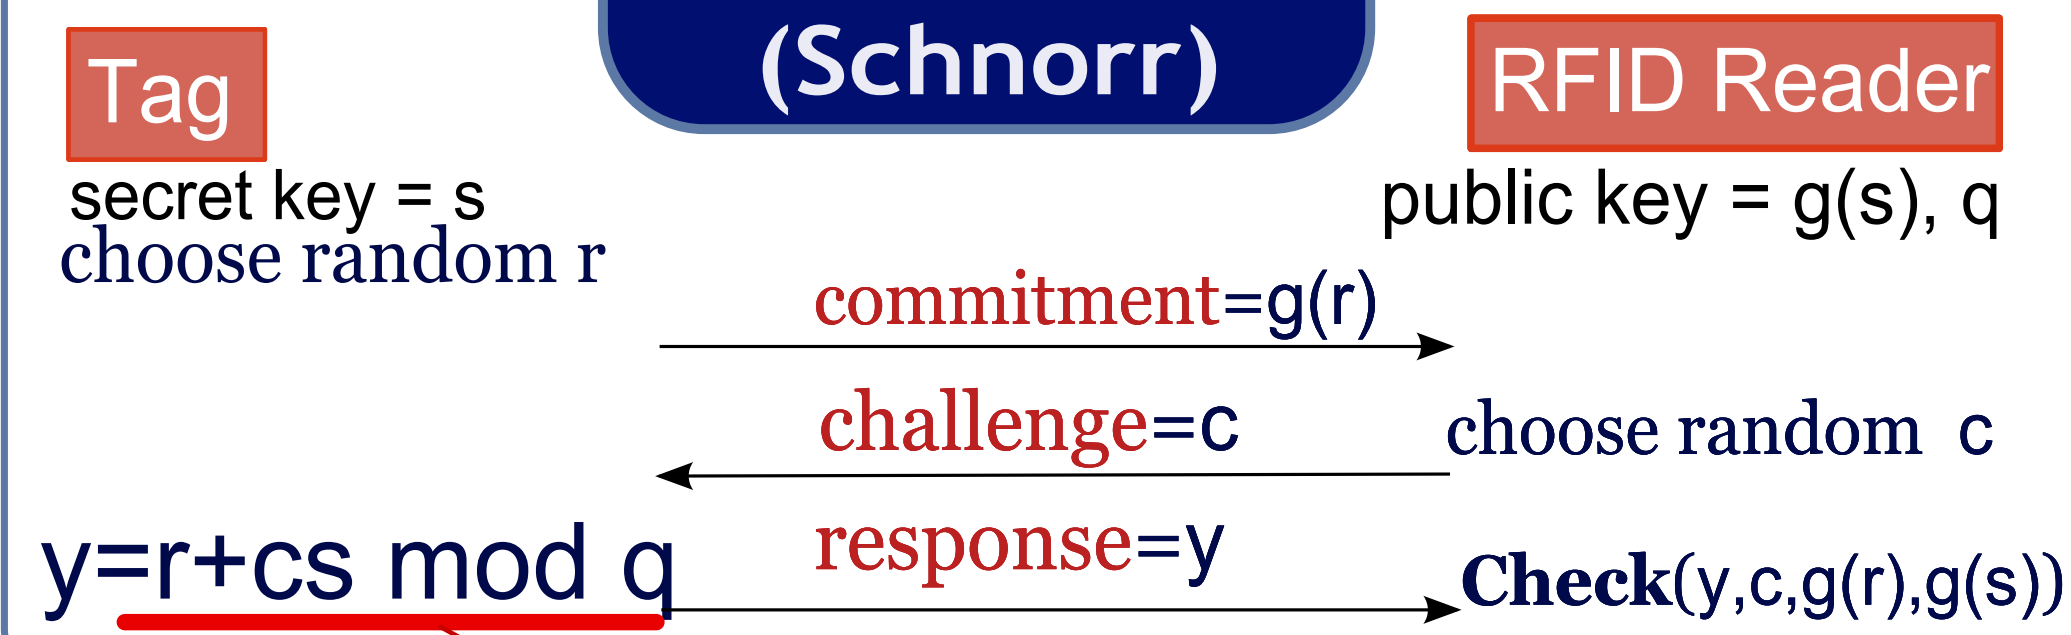 (Schnorr)
Tag
RFID Reader
secret key = s
public key = g(s), q
choose random r
commitment=g(r)
challenge=c
choose random c
y=r+cs mod q
response=y
Check(y,c,g(r),g(s))